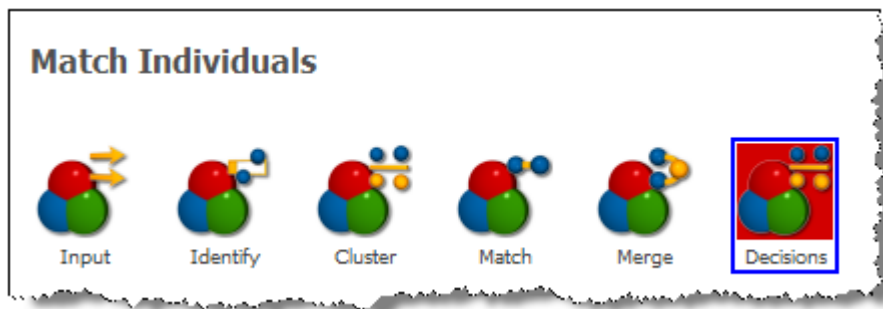 Match Individuals
Input Identify Cluster Match Merge Decisions